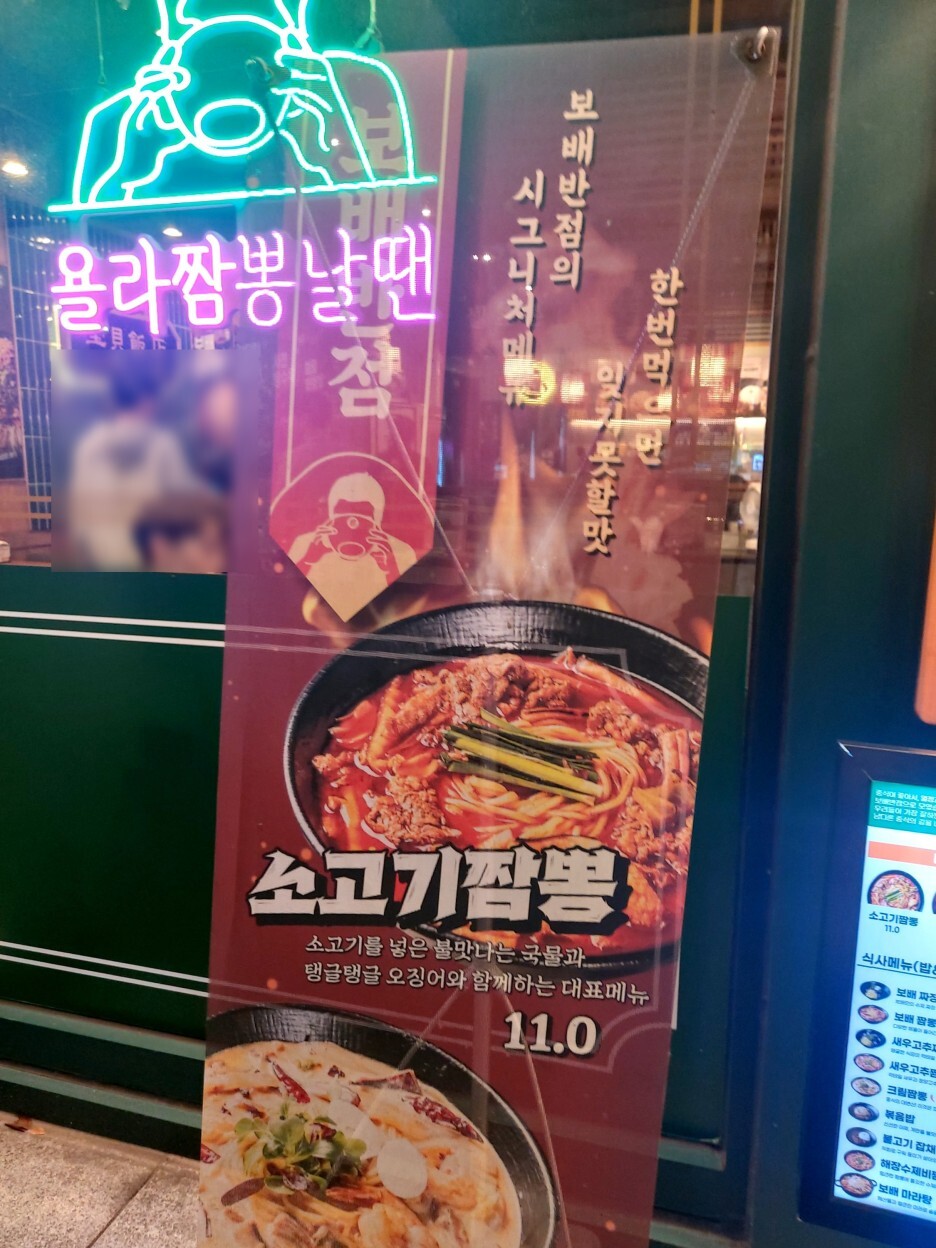 욜라짬뽕날땐
보배반점
보배반점의
시그니처메뉴
한번먹으면
잊지못할맛
소고기짬뽕
소고기를 넣은 불맛나는 국물과
탱글탱글 오징어와 함께하는 대표메뉴
11.0
소고기짬뽕
11.0
식사메뉴(밥&
보배 짜장
보배 짬뽕
새우고추짜
새우고추짬
크림짬뽕
볶음밥
불고기 잡채
해장수제비짬
보배 마라탕